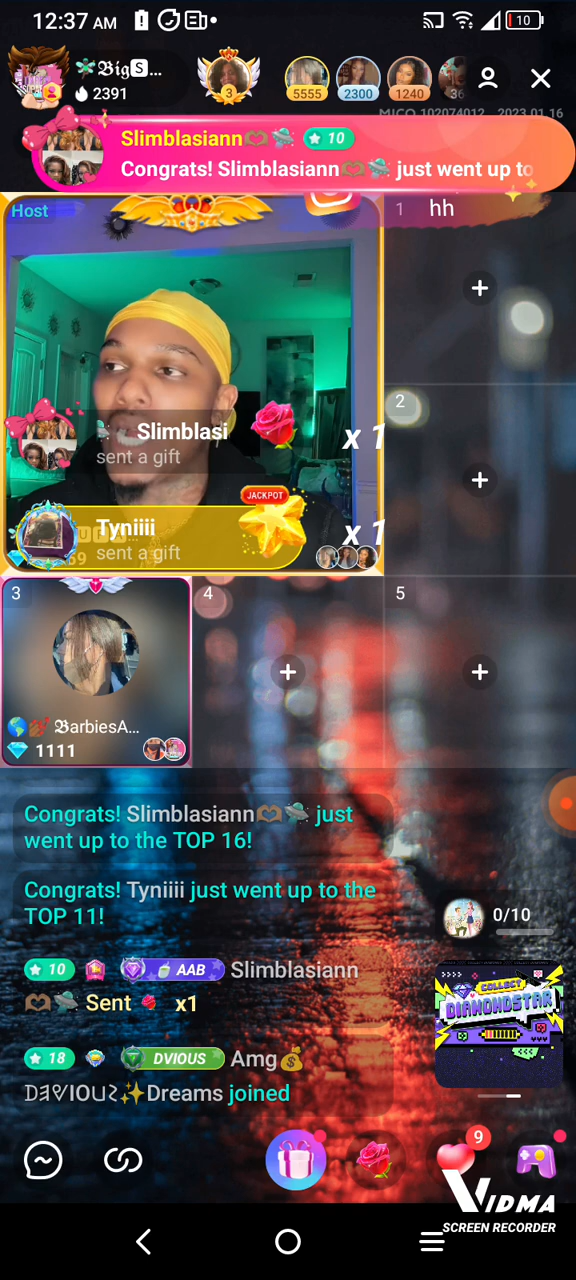 12:37 AM
10
𝕭𝖎𝖌🆂...
2391
3
5555
2300
1240
36
MICO 102074012 2023.01.16
Slimblasiann 10
Congrats! Slimblasiann just went up to
Host
1 hh
2
Slimblasi
sent a gift
x 1
JACKPOT
Tyniiii
sent a gift
x 1
3
4
5
𝕭arbiesA...
1111
Congrats! Slimblasiann just
went up to the TOP 16!
Congrats! Tyniiii just went up to the
TOP 11!
0/10
10 AAB Slimblasiann
Sent x1
COLLECT
DIAMONDSTAR
18 DVIOUS Amg
Dreams joined
9
VIDMA
SCREEN RECORDER